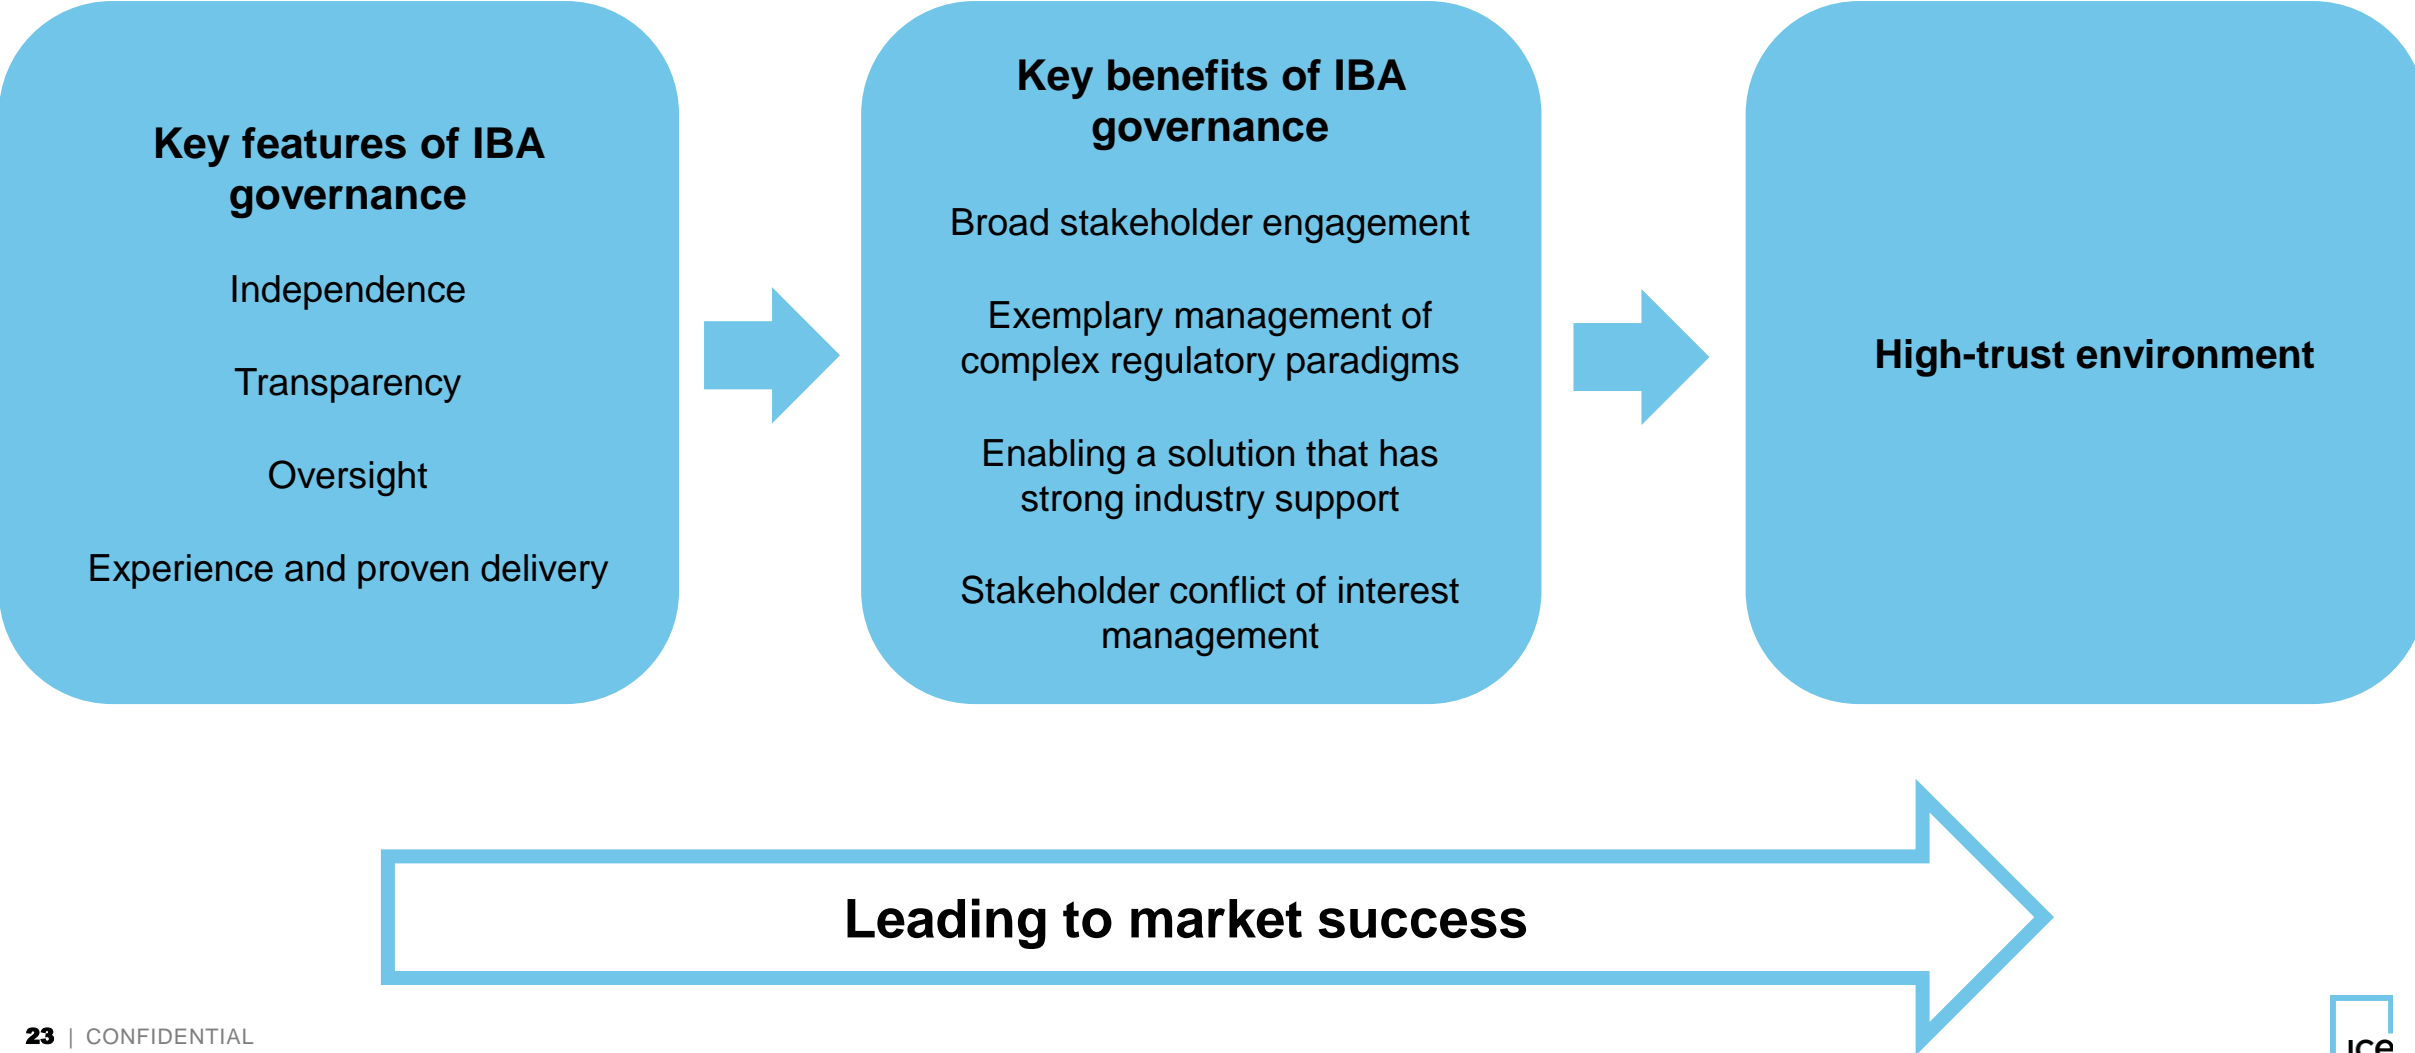 Key features of IBA
governance
Independence
Transparency
Oversight
Experience and proven delivery
Key benefits of IBA
governance
Broad stakeholder engagement
Exemplary management of
complex regulatory paradigms
Enabling a solution that has
strong industry support
Stakeholder conflict of interest
management
High-trust environment
Leading to market success
23 | CONFIDENTIAL
ice